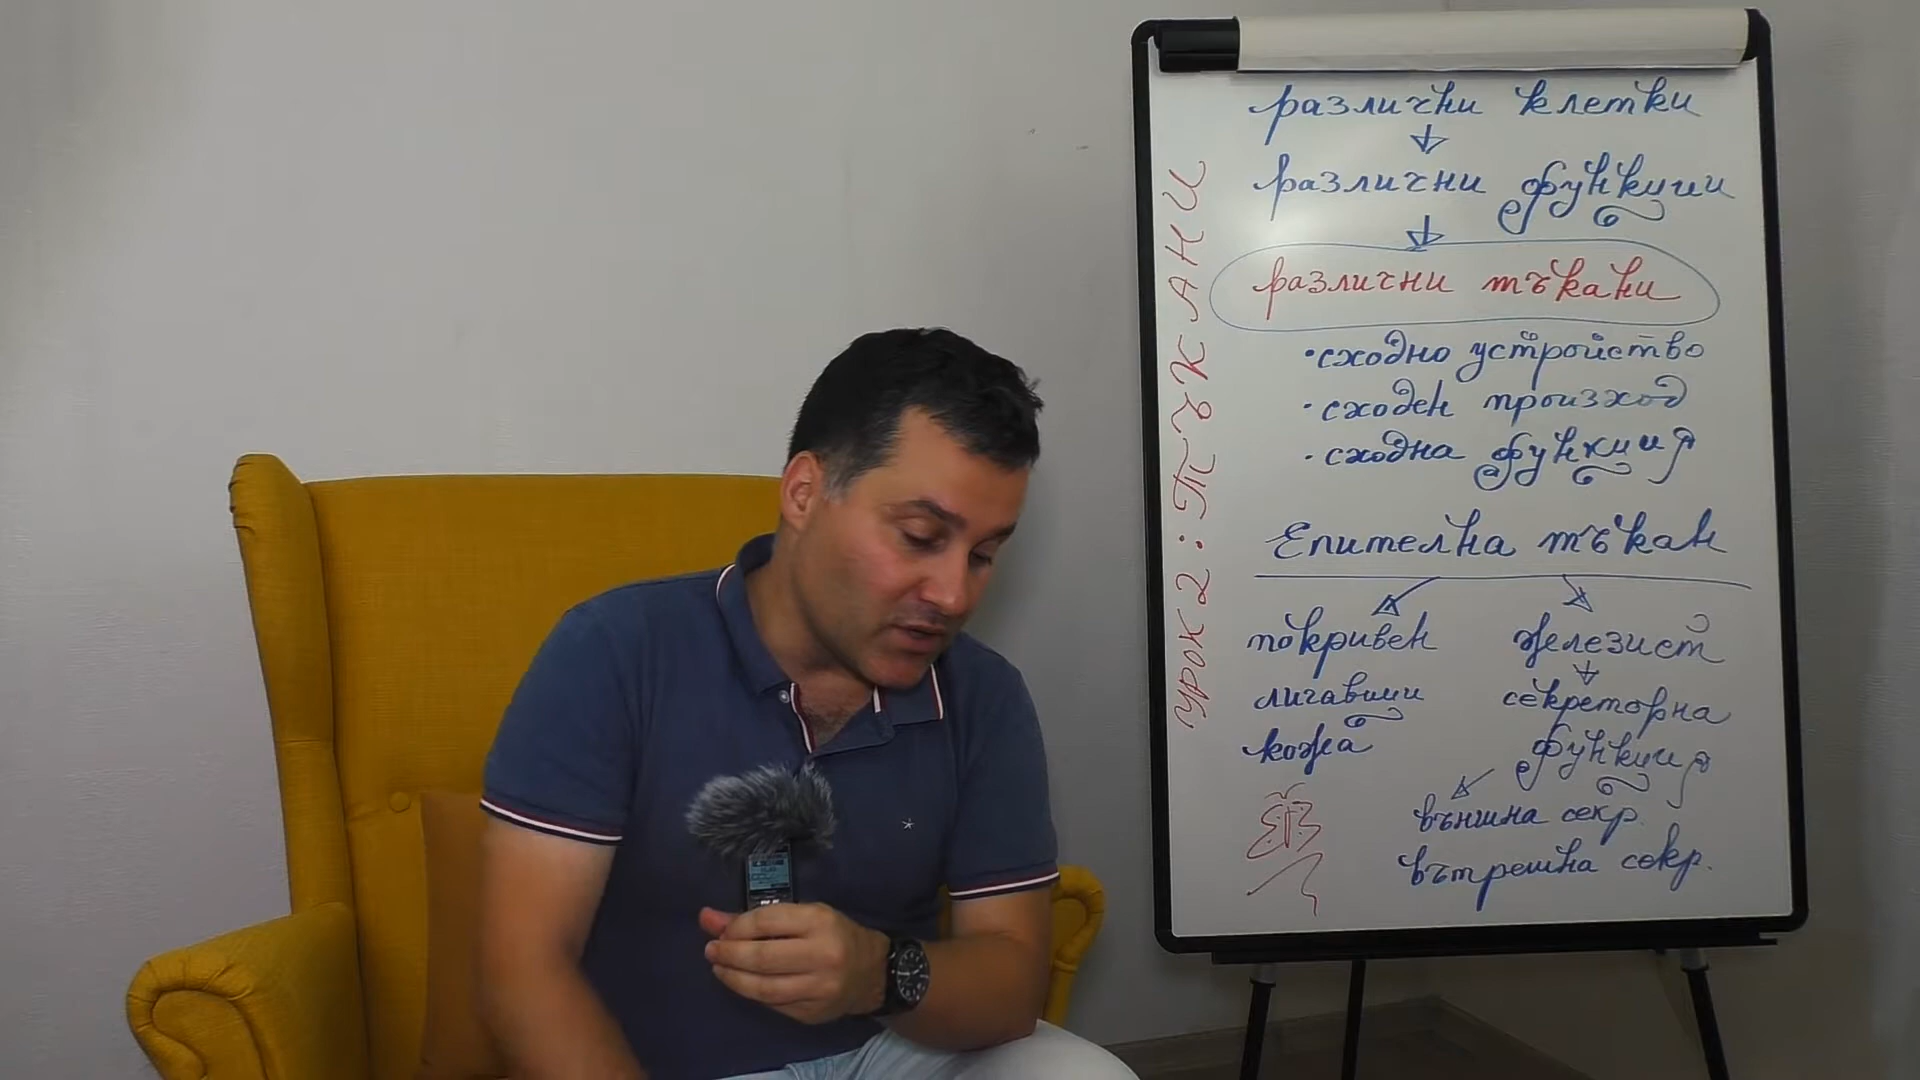 УРОК 2: ТЪКАНИ
различни клетки
различни функции
различни тъкани
• сходно устройство
• сходен произход
• сходна функция
Епителна тъкан
покривен железист
лигавици секреторна
кожа функция
външна секр.
вътрешна секр.